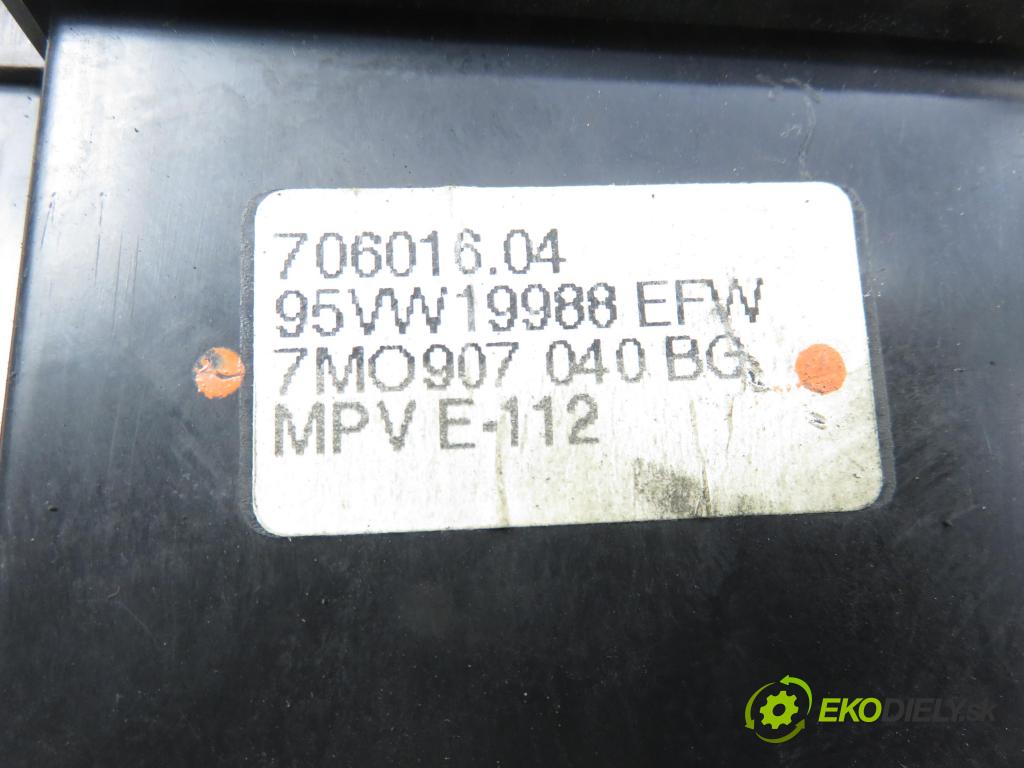 706016.04
95VW19988 EFW
7MO907 040 BG
MPV E-112
EKODIELY.sk